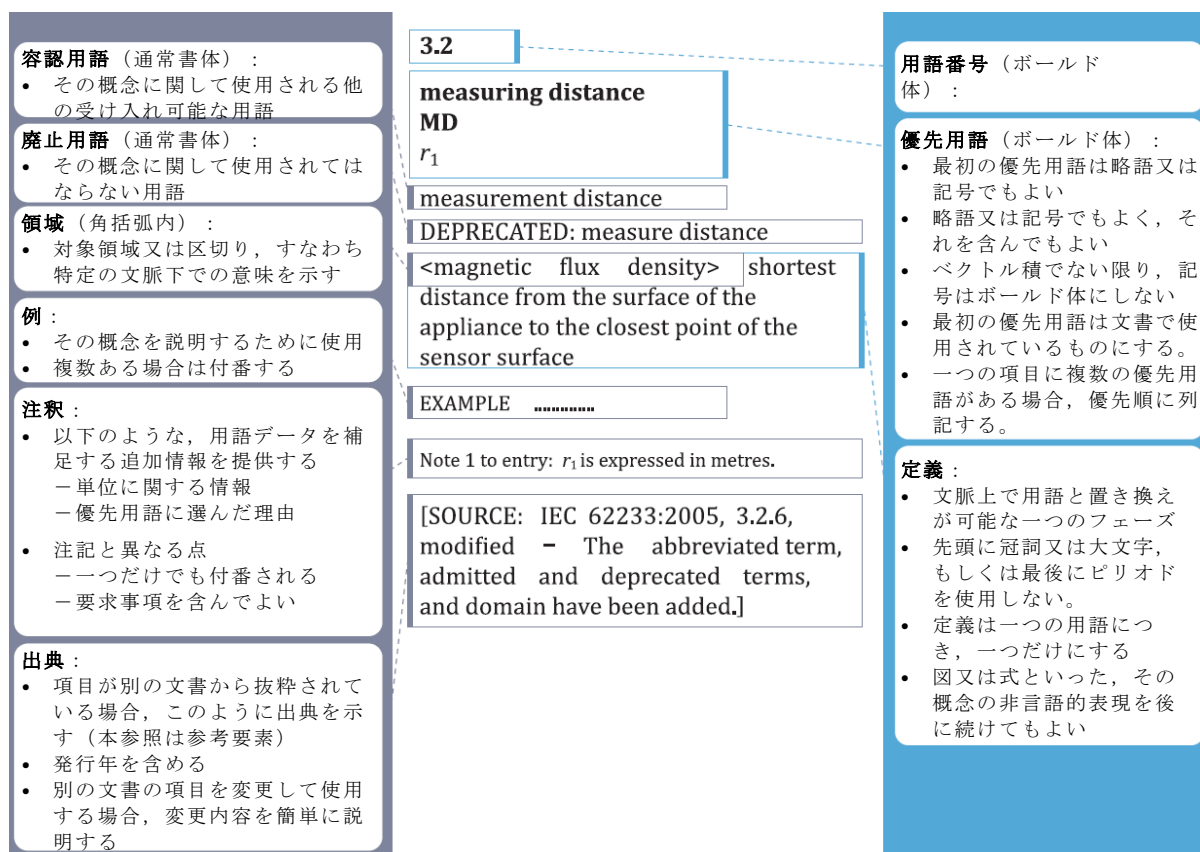 容認用語（通常書体）：
• その概念に関して使用される他
の受け入れ可能な用語
廃止用語（通常書体）：
• その概念に関して使用されては
ならない用語
領域（角括弧内）：
• 対象領域又は区切り，すなわち
特定の文脈下での意味を示す
例：
• その概念を説明するために使用
• 複数ある場合は付番する
注釈：
• 以下のような，用語データを補
足する追加情報を提供する
－単位に関する情報
－優先用語に選んだ理由
• 注記と異なる点
－一つだけでも付番される
－要求事項を含んでよい
出典：
• 項目が別の文書から抜粋されて
いる場合，このように出典を示
す（本参照は参考要素）
• 発行年を含める
• 別の文書の項目を変更して使用
する場合，変更内容を簡単に説
明する
3.2
measuring distance
MD
r₁
measurement distance
DEPRECATED: measure distance
<magnetic flux density> shortest
distance from the surface of the
appliance to the closest point of the
sensor surface
EXAMPLE .............
Note 1 to entry: r₁ is expressed in metres.
[SOURCE: IEC 62233:2005, 3.2.6,
modified – The abbreviated term,
admitted and deprecated terms,
and domain have been added.]
用語番号（ボールド
体）：
優先用語（ボールド体）：
• 最初の優先用語は略語又は
記号でもよい
• 略語又は記号でもよく，そ
れを含んでもよい
• ベクトル積でない限り，記
号はボールド体にしない
• 最初の優先用語は文書で使
用されているものにする。
• 一つの項目に複数の優先用
語がある場合，優先順に列
記する。
定義：
• 文脈上で用語と置き換え
が可能な一つのフェーズ
• 先頭に冠詞又は大文字，
もしくは最後にピリオド
を使用しない。
• 定義は一つの用語につ
き，一つだけにする
• 図又は式といった，その
概念の非言語的表現を後
に続けてもよい